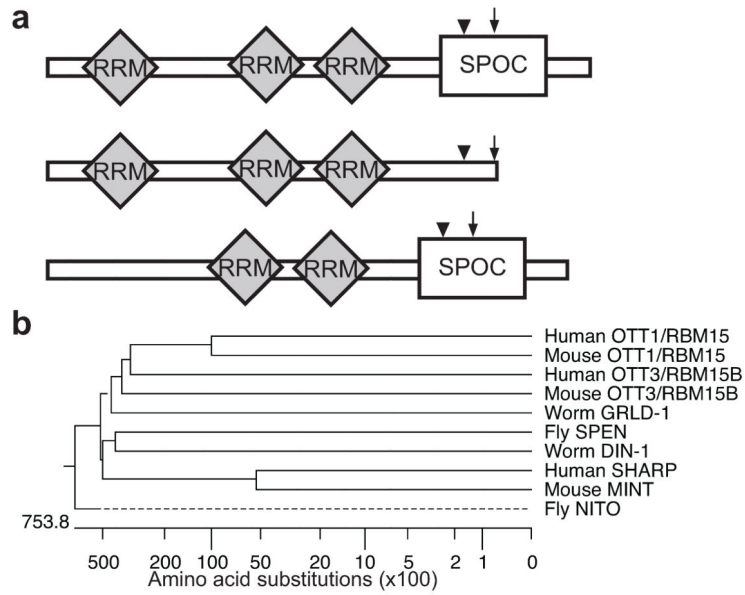 a
RRM RRM RRM SPOC
RRM RRM RRM
RRM RRM SPOC
b
Human OTT1/RBM15
Mouse OTT1/RBM15
Human OTT3/RBM15B
Mouse OTT3/RBM15B
Worm GRLD-1
Fly SPEN
Worm DIN-1
Human SHARP
Mouse MINT
Fly NITO
753.8
500 200 100 50 20 10 5 2 1 0
Amino acid substitutions (x100)